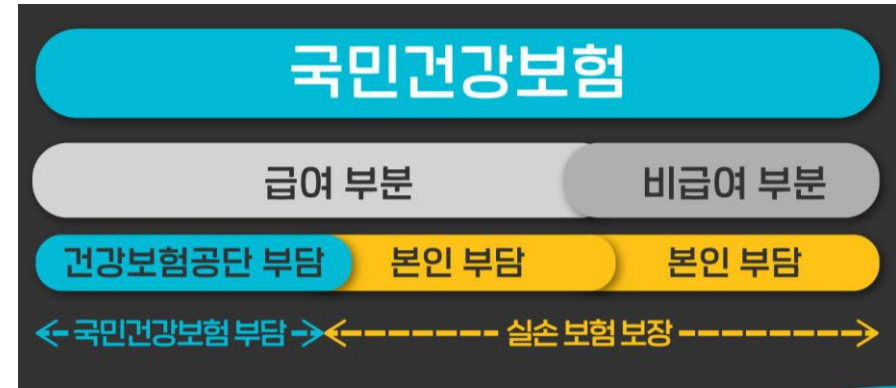 국민건강보험
급여 부분 비급여 부분
건강보험공단 부담 본인 부담 본인 부담
국민건강보험 부담 실손 보험 보장